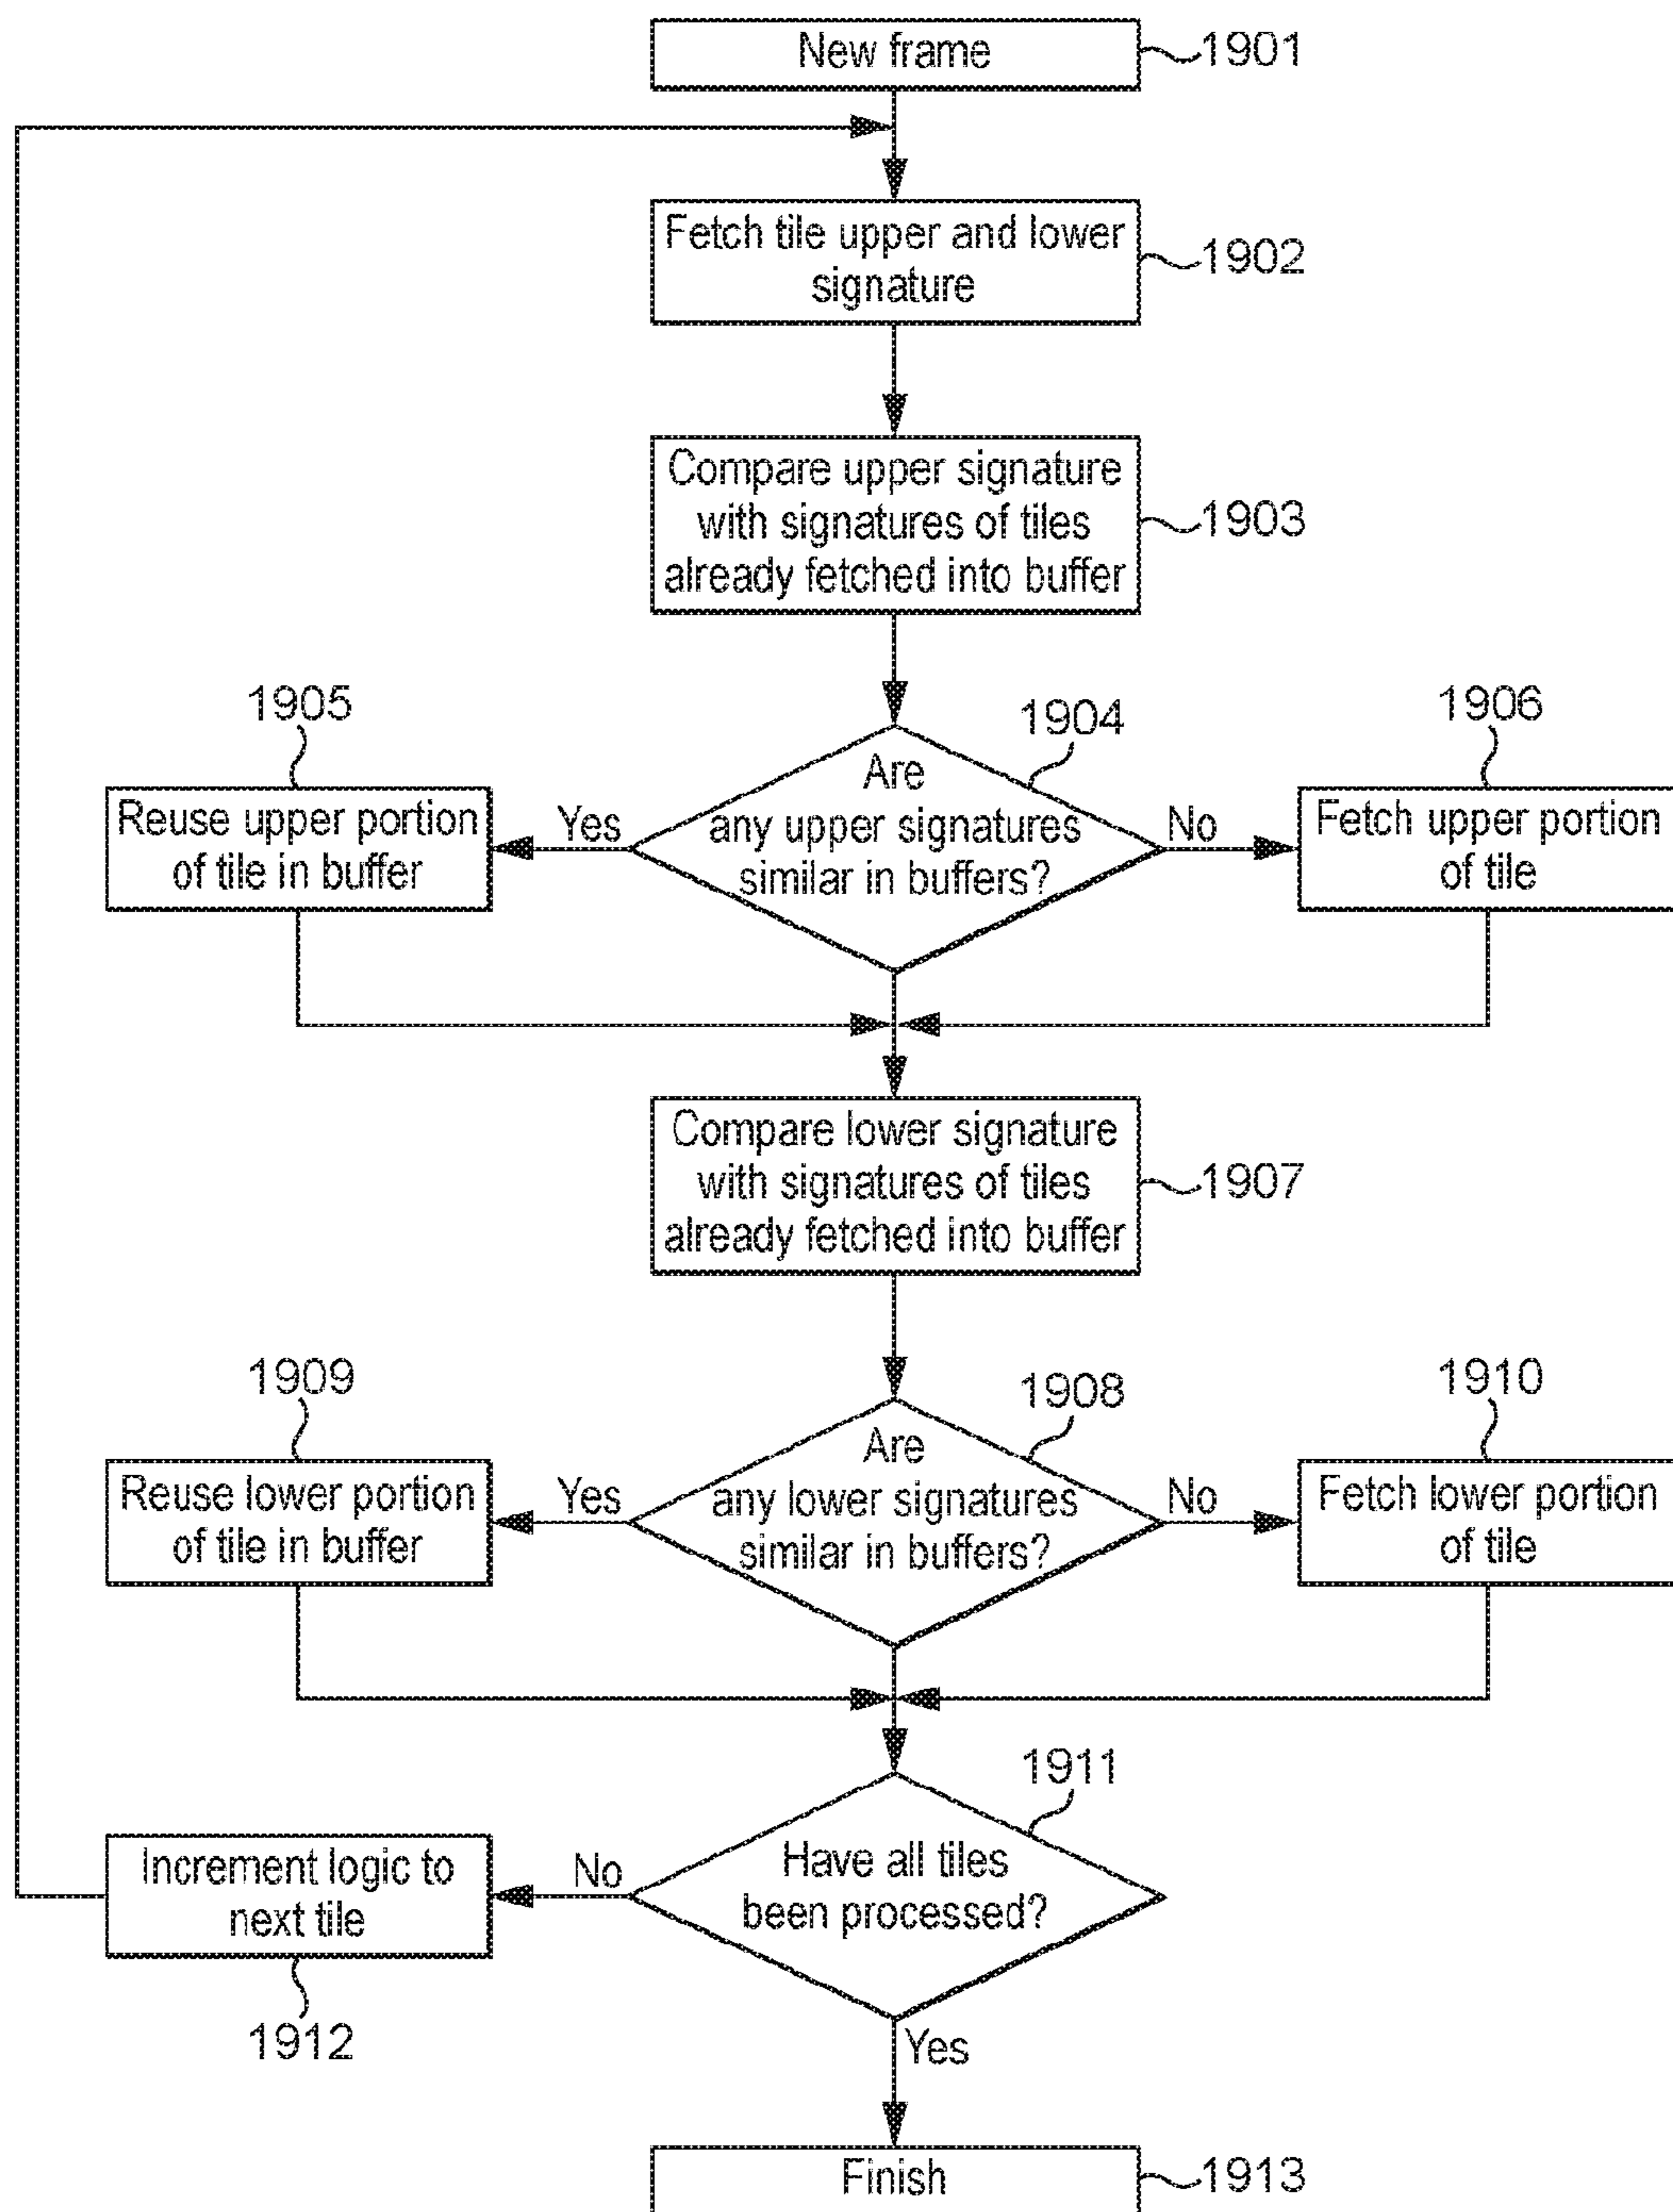 New frame
1901
Fetch tile upper and lower
signature
1902
Compare upper signature
with signatures of tiles
already fetched into buffer
1903
1905
1904
1906
Reuse upper portion
of tile in buffer
Yes
Are
any upper signatures
similar in buffers?
No
Fetch upper portion
of tile
Compare lower signature
with signatures of tiles
already fetched into buffer
1907
1909
1908
1910
Reuse lower portion
of tile in buffer
Yes
Are
any lower signatures
similar in buffers?
No
Fetch lower portion
of tile
1911
Increment logic to
next tile
No
Have all tiles
been processed?
1912
Yes
Finish
1913